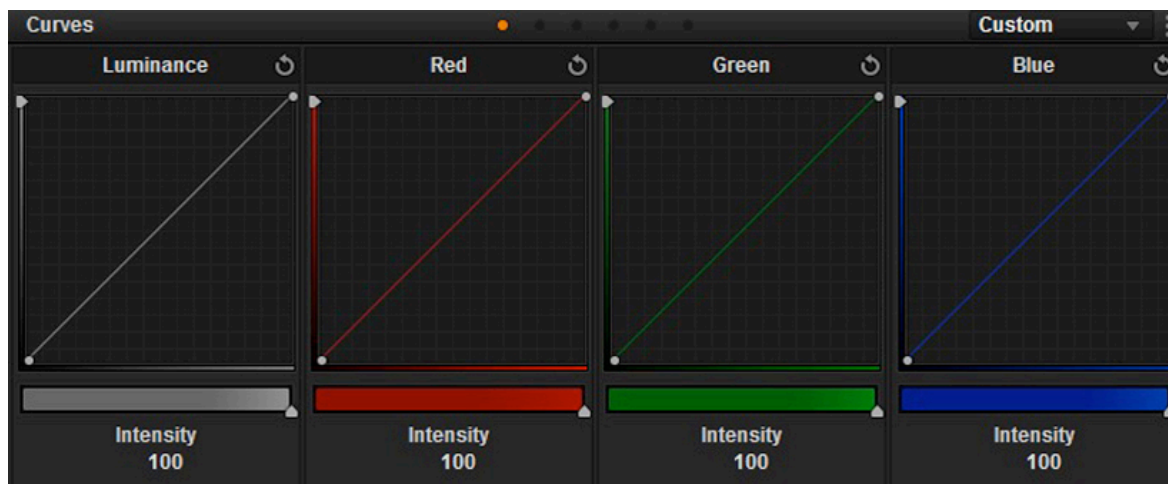 Curves
Custom
Luminance
Red
Green
Blue
Intensity
100
Intensity
100
Intensity
100
Intensity
100